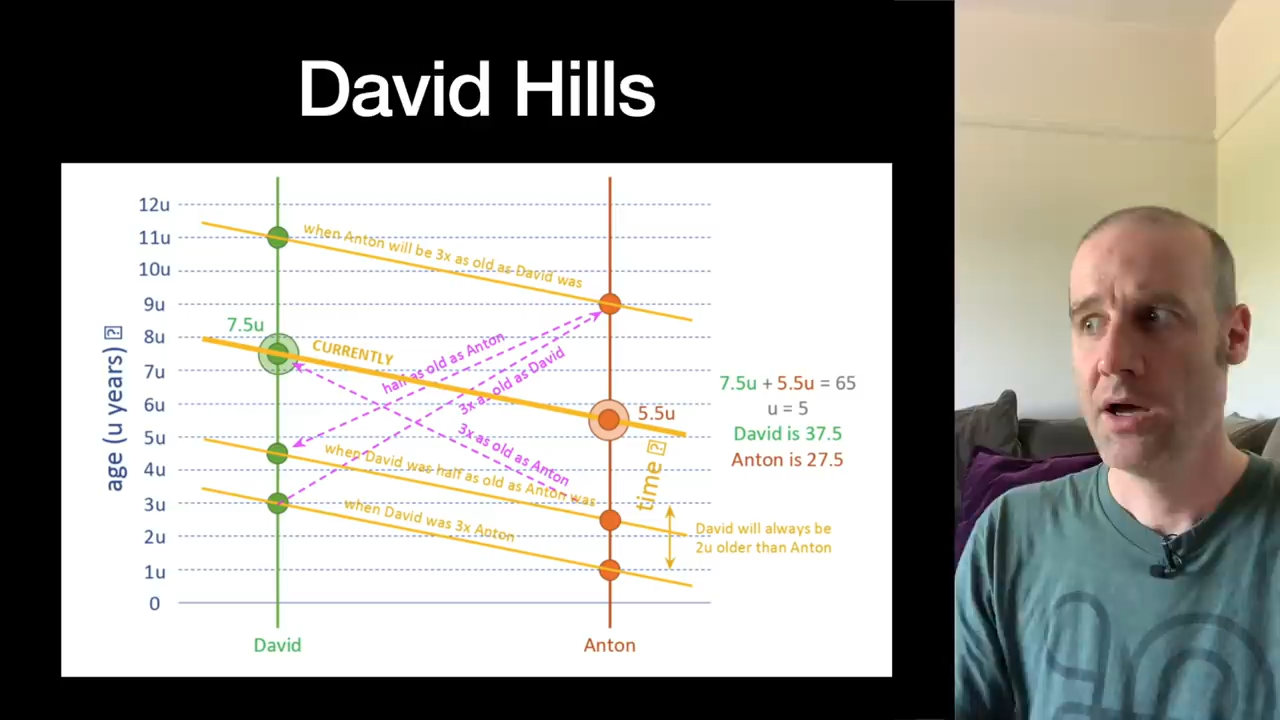 David Hills
12u
11u
10u
9u
8u
7u
6u
5u
4u
3u
2u
1u
0
age (u years)
when Anton will be 3x as old as David was
7.5u
CURRENTLY
half as old as Anton
3x as old as David
3x as old as Anton
5.5u
when David was half as old as Anton was
when David was 3x Anton
time
7.5u + 5.5u = 65
u = 5
David is 37.5
Anton is 27.5
David will always be
2u older than Anton
David
Anton